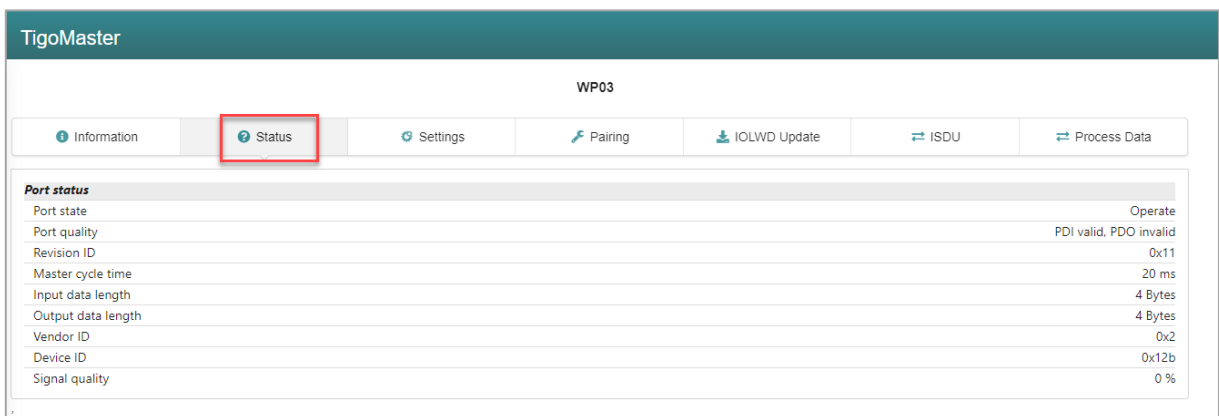 TigoMaster
WP03
Information Status Settings Pairing IOLWD Update ISDU Process Data
Port status
Port state Operate
Port quality PDI valid, PDO invalid
Revision ID 0x11
Master cycle time 20 ms
Input data length 4 Bytes
Output data length 4 Bytes
Vendor ID 0x2
Device ID 0x12b
Signal quality 0 %